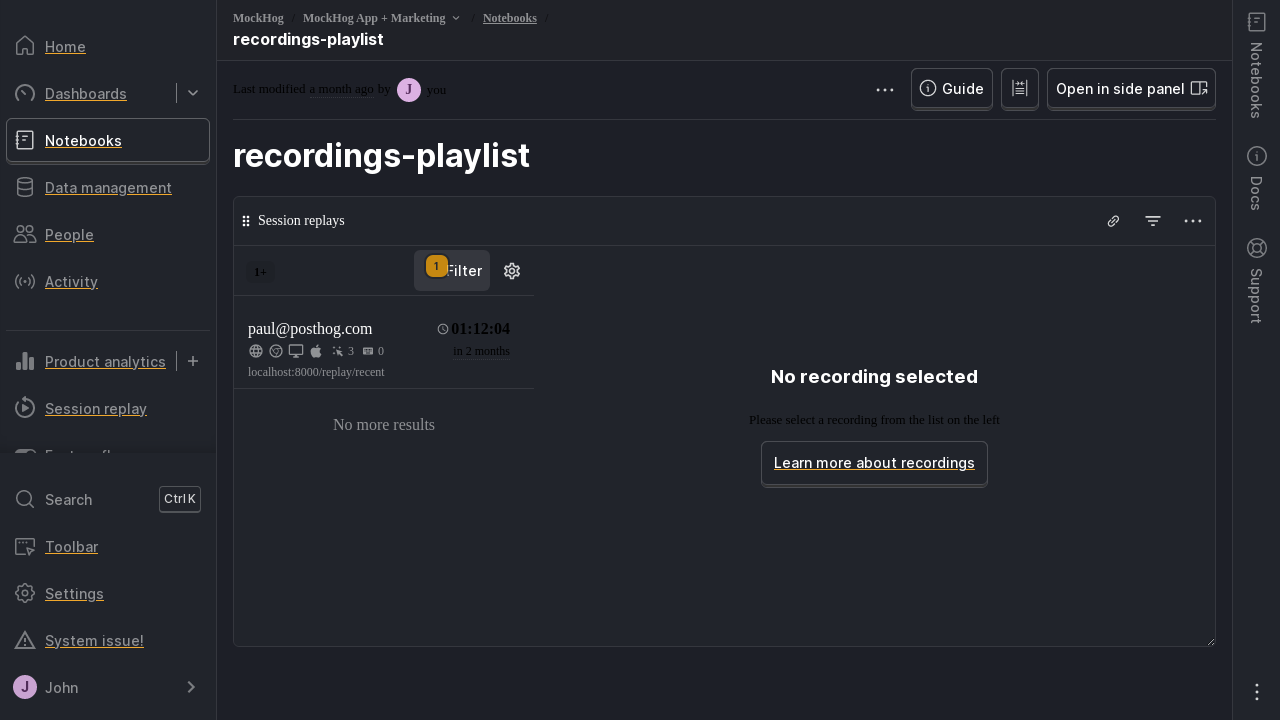 MockHog / MockHog App + Marketing / Notebooks /
recordings-playlist
Home
Dashboards
Notebooks
Data management
People
Activity
Product analytics
Session replay
Search
Ctrl K
Toolbar
Settings
System issue!
J
John
Last modified a month ago by J you
Guide
Open in side panel
recordings-playlist
Session replays
1+
1
Filter
paul@posthog.com
01:12:04
3
0
in 2 months
localhost:8000/replay/recent
No more results
No recording selected
Please select a recording from the list on the left
Learn more about recordings
Notebooks
Docs
Support